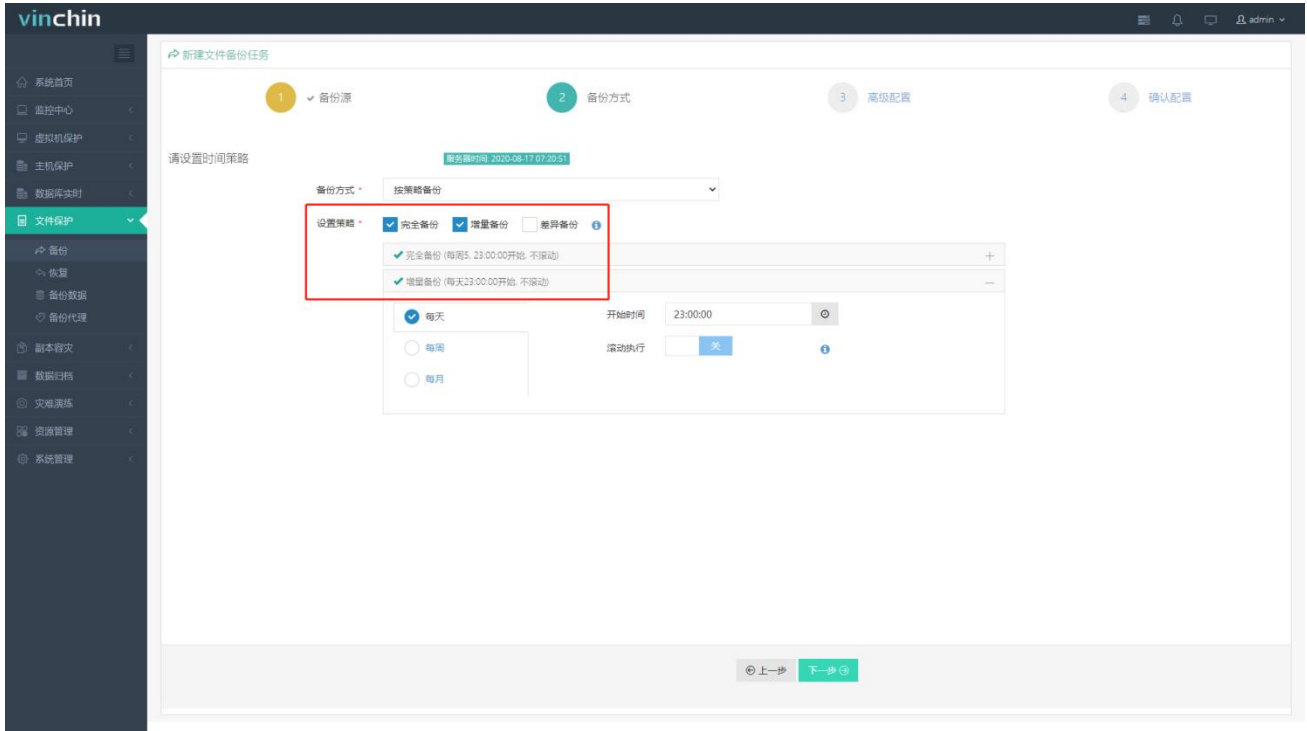 vinchin
admin
新建文件备份任务
系统首页
监控中心
虚拟机保护
主机保护
数据库实时
文件保护
备份
恢复
备份数据
备份代理
副本容灾
数据归档
灾难演练
资源管理
系统管理
1 备份源
2 备份方式
3 高级配置
4 确认配置
请设置时间策略
服务器时间: 2020-08-17 07:20:51
备份方式 * 按策略备份
设置策略 * 完全备份 增量备份 差异备份
完全备份 (每周5, 23:00:00开始, 不滚动)
增量备份 (每天23:00:00开始, 不滚动)
每天
每周
每月
开始时间 23:00:00
滚动执行 关
上一步 下一步